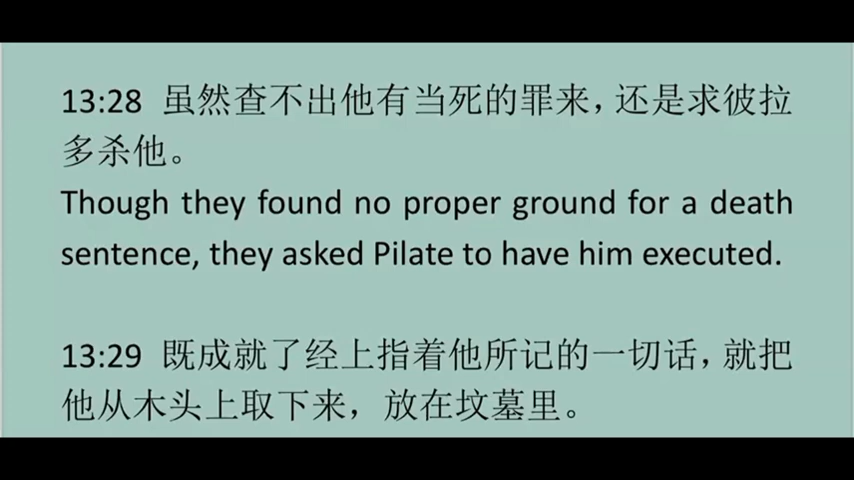 13:28 虽然查不出他有当死的罪来，还是求彼拉
多杀他。
Though they found no proper ground for a death
sentence, they asked Pilate to have him executed.
13:29 既成就了经上指着他所记的一切话，就把
他从木头上取下来，放在坟墓里。